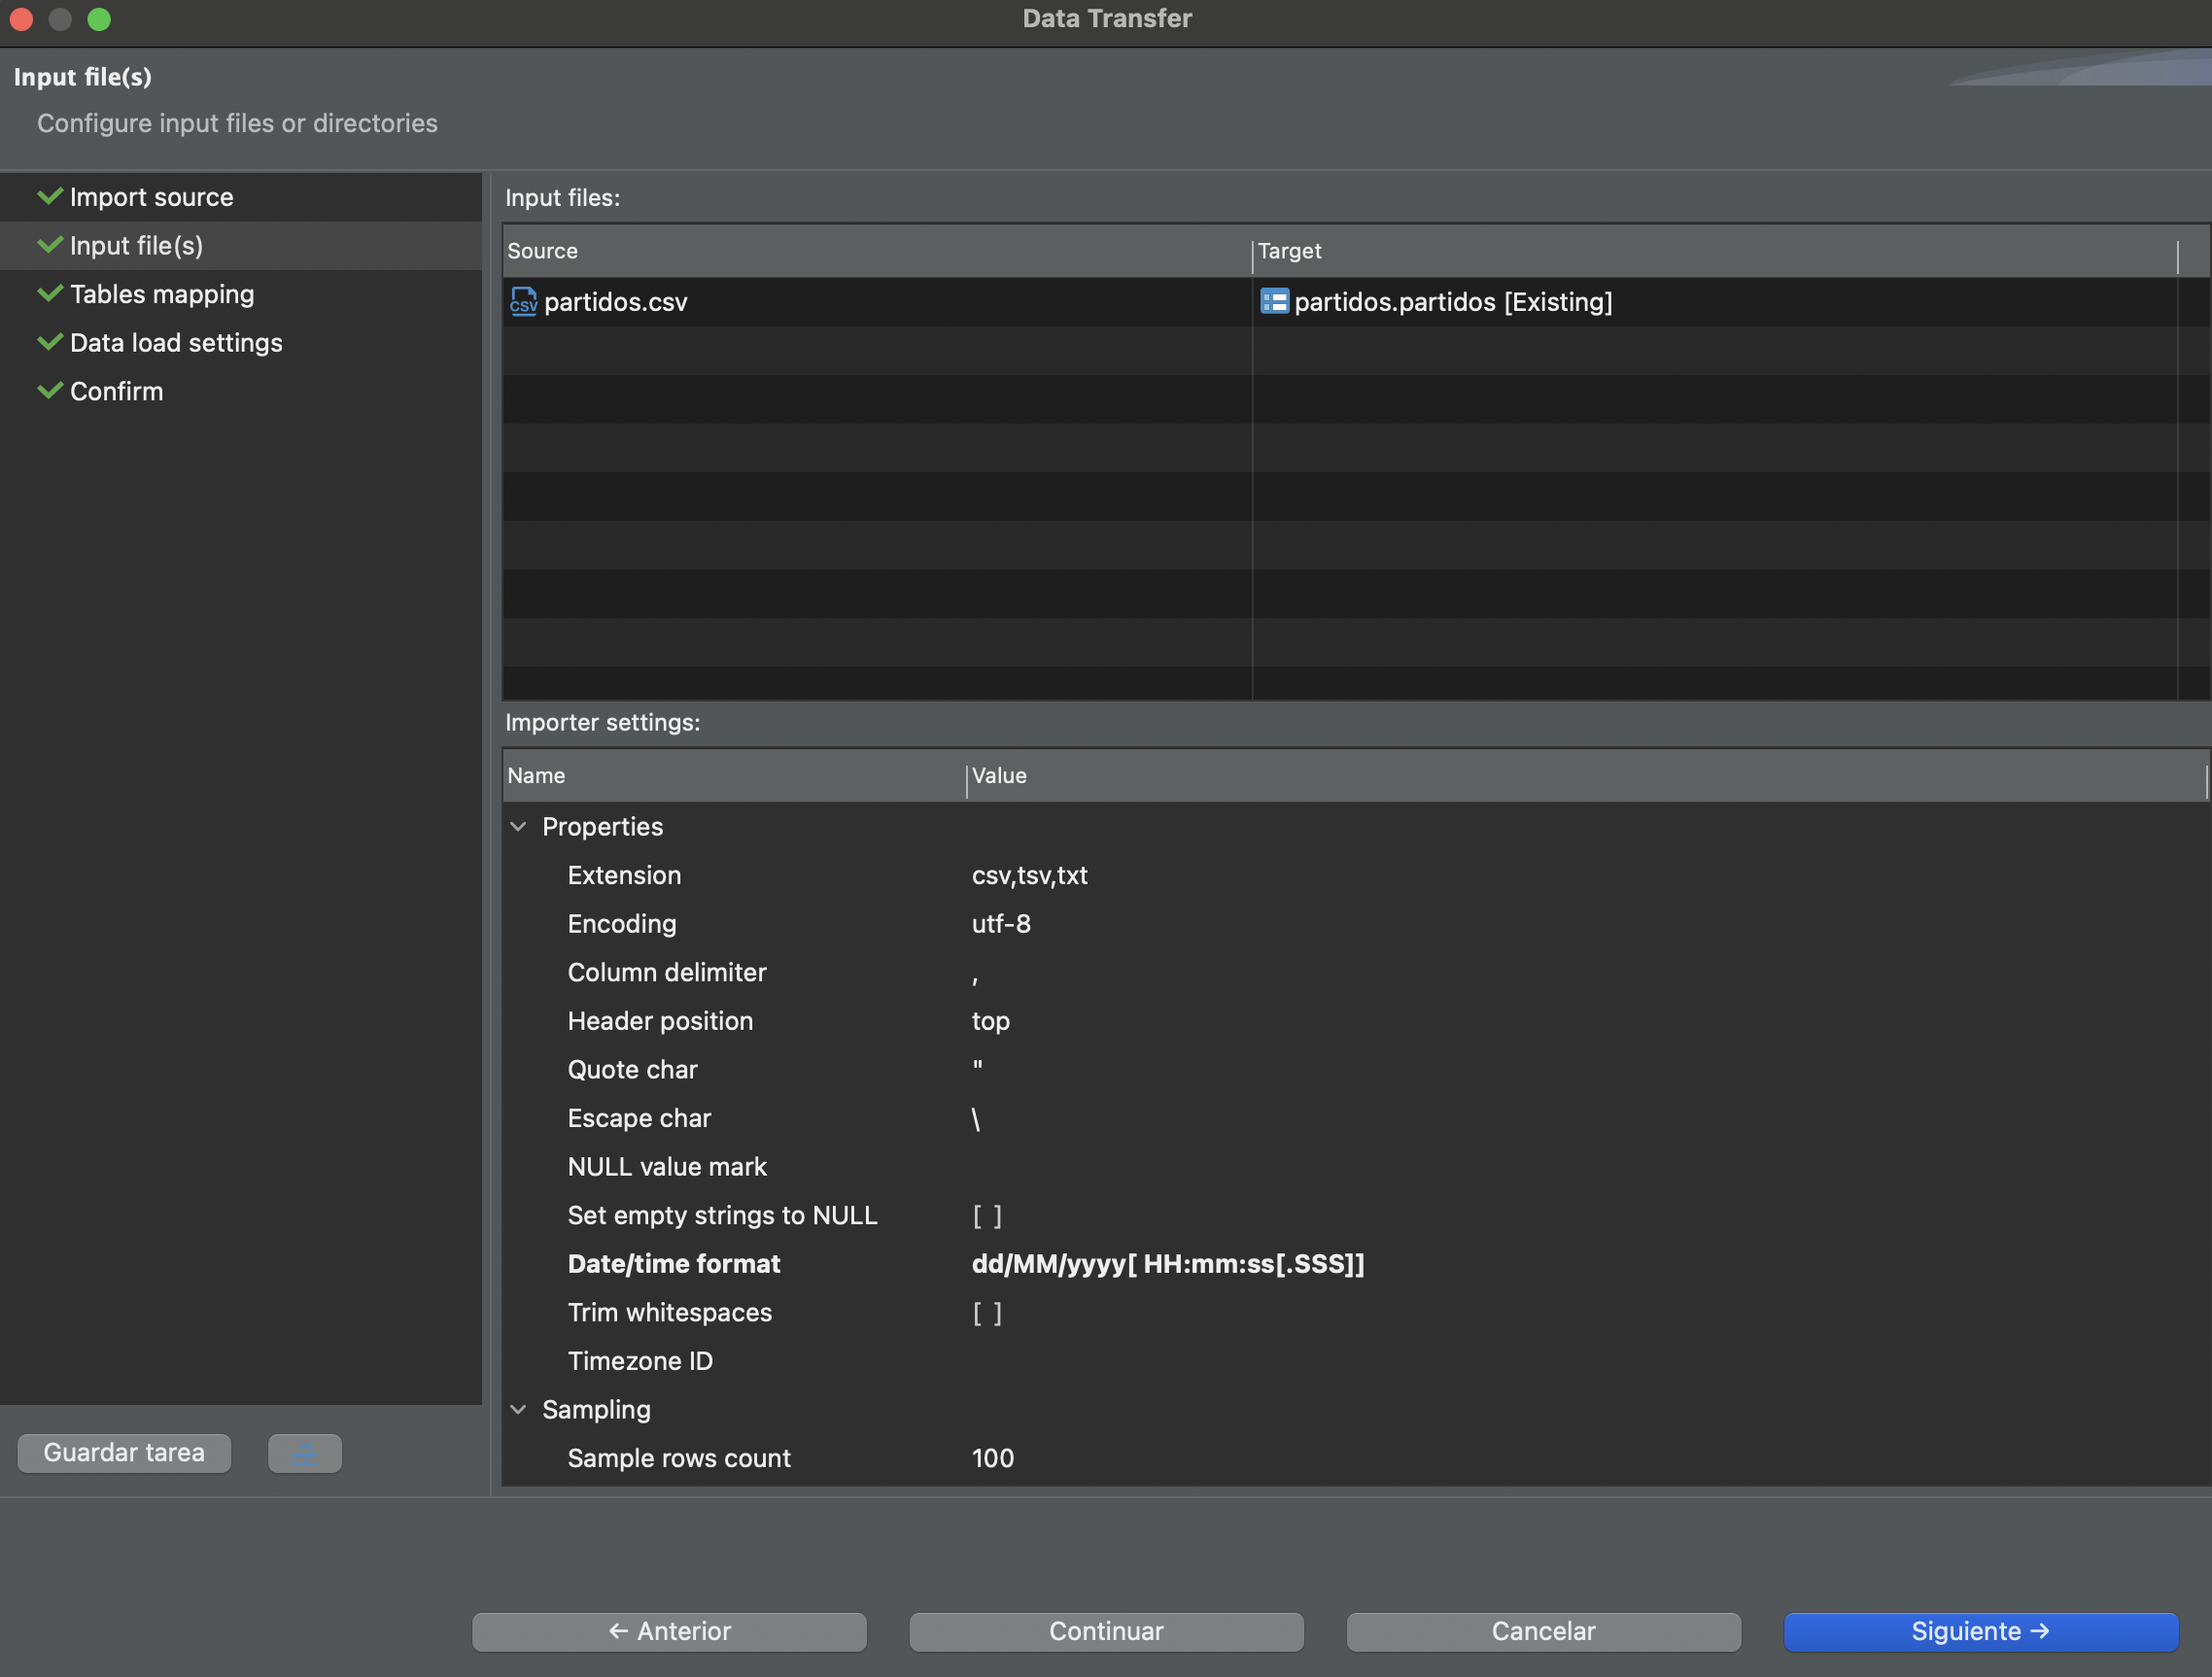 Data Transfer
Input file(s)
Configure input files or directories
Import source
Input file(s)
Tables mapping
Data load settings
Confirm
Input files:
Source Target
CSV partidos.csv partidos.partidos [Existing]
Importer settings:
Name Value
Properties
Extension csv,tsv,txt
Encoding utf-8
Column delimiter ,
Header position top
Quote char "
Escape char \
NULL value mark
Set empty strings to NULL [ ]
Date/time format dd/MM/yyyy[ HH:mm:ss[.SSS]]
Trim whitespaces [ ]
Timezone ID
Sampling
Sample rows count 100
Guardar tarea
← Anterior Continuar Cancelar Siguiente →